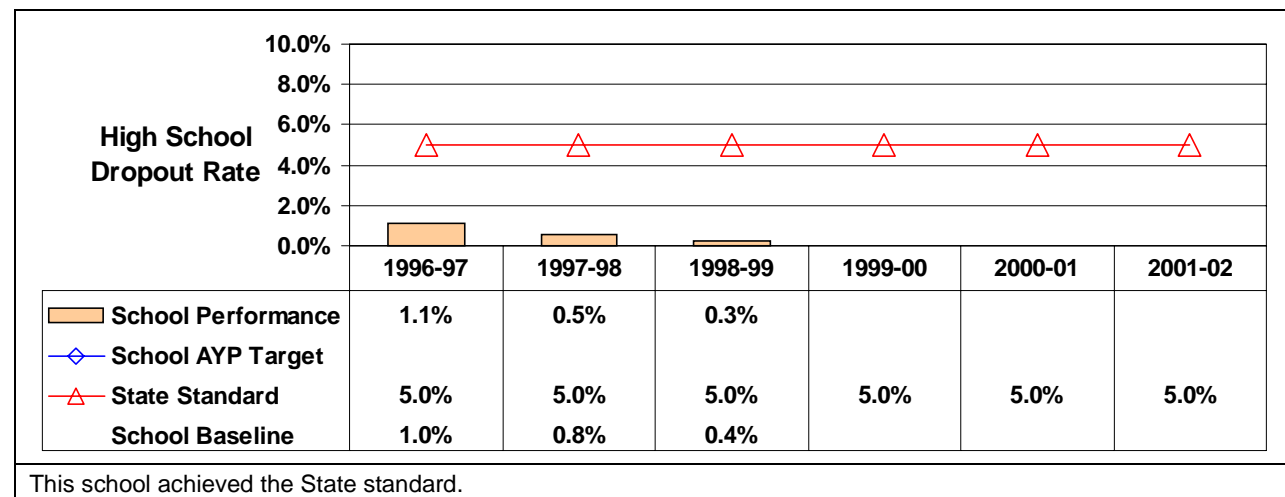 10.0%
8.0%
6.0%
4.0%
2.0%
0.0%
High School
Dropout Rate
1996-97 1997-98 1998-99 1999-00 2000-01 2001-02
School Performance 1.1% 0.5% 0.3%
School AYP Target
State Standard 5.0% 5.0% 5.0% 5.0% 5.0% 5.0%
School Baseline 1.0% 0.8% 0.4%
This school achieved the State standard.